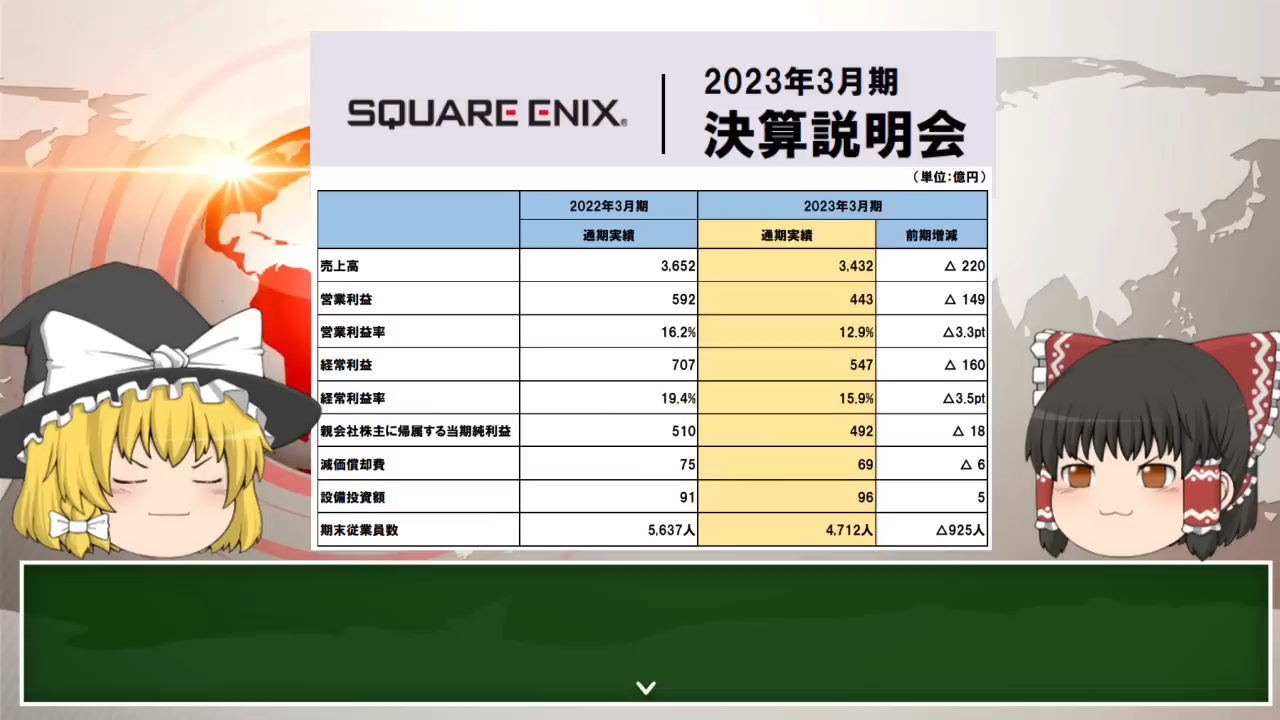 SQUARE ENIX®
2023年3月期
決算説明会
（単位:億円）
2022年3月期 2023年3月期
通期実績 通期実績 前期増減
売上高 3,652 3,432 △ 220
営業利益 592 443 △ 149
営業利益率 16.2% 12.9% △3.3pt
経常利益 707 547 △ 160
経常利益率 19.4% 15.9% △3.5pt
親会社株主に帰属する当期純利益 510 492 △ 18
減価償却費 75 69 △ 6
設備投資額 91 96 5
期末従業員数 5,637人 4,712人 △925人